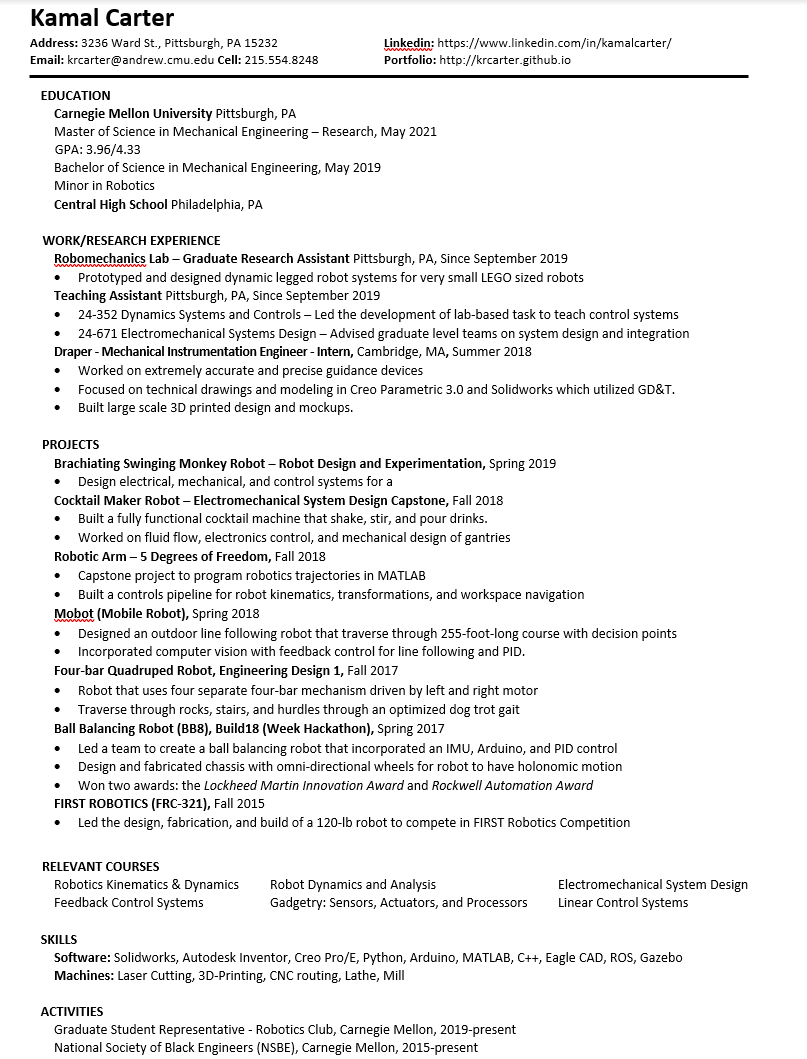 Kamal Carter
Address: 3236 Ward St., Pittsburgh, PA 15232
Linkedin: https://www.linkedin.com/in/kamalcarter/
Email: krcarter@andrew.cmu.edu Cell: 215.554.8248
Portfolio: http://krcarter.github.io
EDUCATION
Carnegie Mellon University Pittsburgh, PA
Master of Science in Mechanical Engineering – Research, May 2021
GPA: 3.96/4.33
Bachelor of Science in Mechanical Engineering, May 2019
Minor in Robotics
Central High School Philadelphia, PA
WORK/RESEARCH EXPERIENCE
Robomechanics Lab – Graduate Research Assistant Pittsburgh, PA, Since September 2019
• Prototyped and designed dynamic legged robot systems for very small LEGO sized robots
Teaching Assistant Pittsburgh, PA, Since September 2019
• 24-352 Dynamics Systems and Controls – Led the development of lab-based task to teach control systems
• 24-671 Electromechanical Systems Design – Advised graduate level teams on system design and integration
Draper - Mechanical Instrumentation Engineer - Intern, Cambridge, MA, Summer 2018
• Worked on extremely accurate and precise guidance devices
• Focused on technical drawings and modeling in Creo Parametric 3.0 and Solidworks which utilized GD&T.
• Built large scale 3D printed design and mockups.
PROJECTS
Brachiating Swinging Monkey Robot – Robot Design and Experimentation, Spring 2019
• Design electrical, mechanical, and control systems for a
Cocktail Maker Robot – Electromechanical System Design Capstone, Fall 2018
• Built a fully functional cocktail machine that shake, stir, and pour drinks.
• Worked on fluid flow, electronics control, and mechanical design of gantries
Robotic Arm – 5 Degrees of Freedom, Fall 2018
• Capstone project to program robotics trajectories in MATLAB
• Built a controls pipeline for robot kinematics, transformations, and workspace navigation
Mobot (Mobile Robot), Spring 2018
• Designed an outdoor line following robot that traverse through 255-foot-long course with decision points
• Incorporated computer vision with feedback control for line following and PID.
Four-bar Quadruped Robot, Engineering Design 1, Fall 2017
• Robot that uses four separate four-bar mechanism driven by left and right motor
• Traverse through rocks, stairs, and hurdles through an optimized dog trot gait
Ball Balancing Robot (BB8), Build18 (Week Hackathon), Spring 2017
• Led a team to create a ball balancing robot that incorporated an IMU, Arduino, and PID control
• Design and fabricated chassis with omni-directional wheels for robot to have holonomic motion
• Won two awards: the Lockheed Martin Innovation Award and Rockwell Automation Award
FIRST ROBOTICS (FRC-321), Fall 2015
• Led the design, fabrication, and build of a 120-lb robot to compete in FIRST Robotics Competition
RELEVANT COURSES
Robotics Kinematics & Dynamics
Robot Dynamics and Analysis
Electromechanical System Design
Feedback Control Systems
Gadgetry: Sensors, Actuators, and Processors
Linear Control Systems
SKILLS
Software: Solidworks, Autodesk Inventor, Creo Pro/E, Python, Arduino, MATLAB, C++, Eagle CAD, ROS, Gazebo
Machines: Laser Cutting, 3D-Printing, CNC routing, Lathe, Mill
ACTIVITIES
Graduate Student Representative - Robotics Club, Carnegie Mellon, 2019-present
National Society of Black Engineers (NSBE), Carnegie Mellon, 2015-present